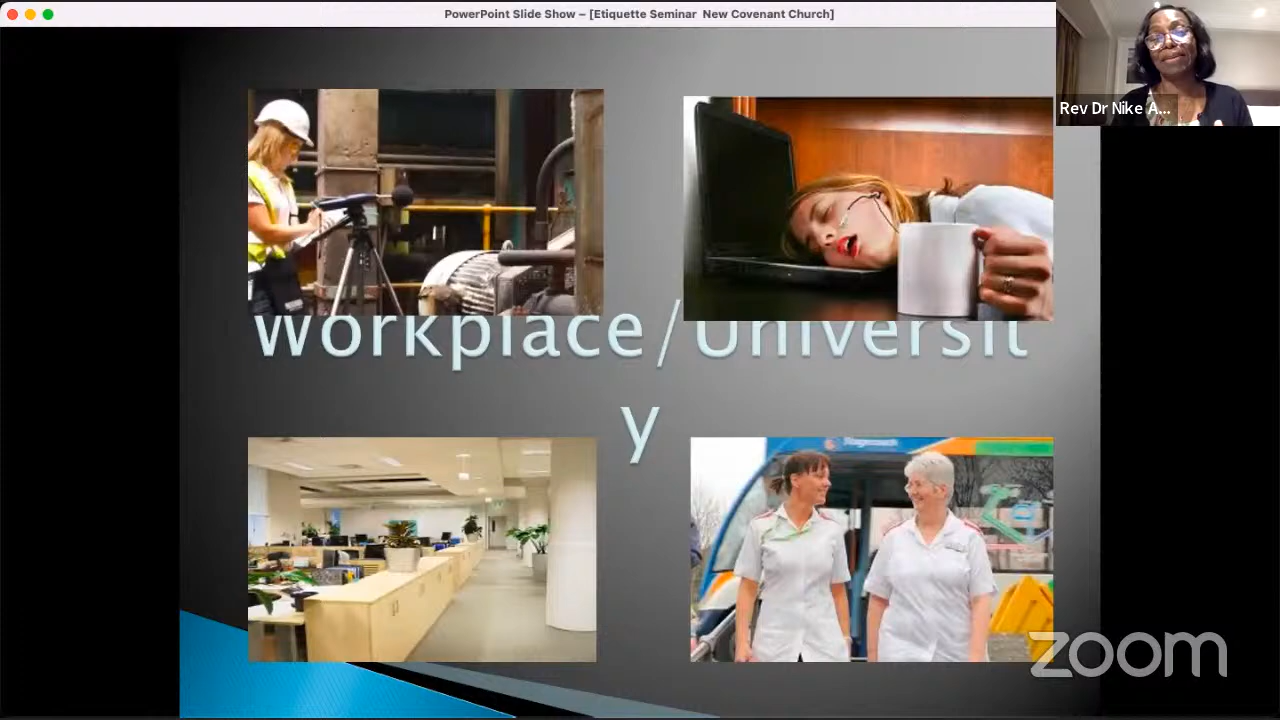 PowerPoint Slide Show – [Etiquette Seminar New Covenant Church]
Rev Dr Nike A...
Workplace/Universit
y
zoom